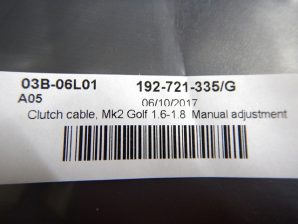 03B-06L01 192-721-335/G
A05 06/10/2017
Clutch cable, Mk2 Golf 1.6-1.8 Manual adjustment